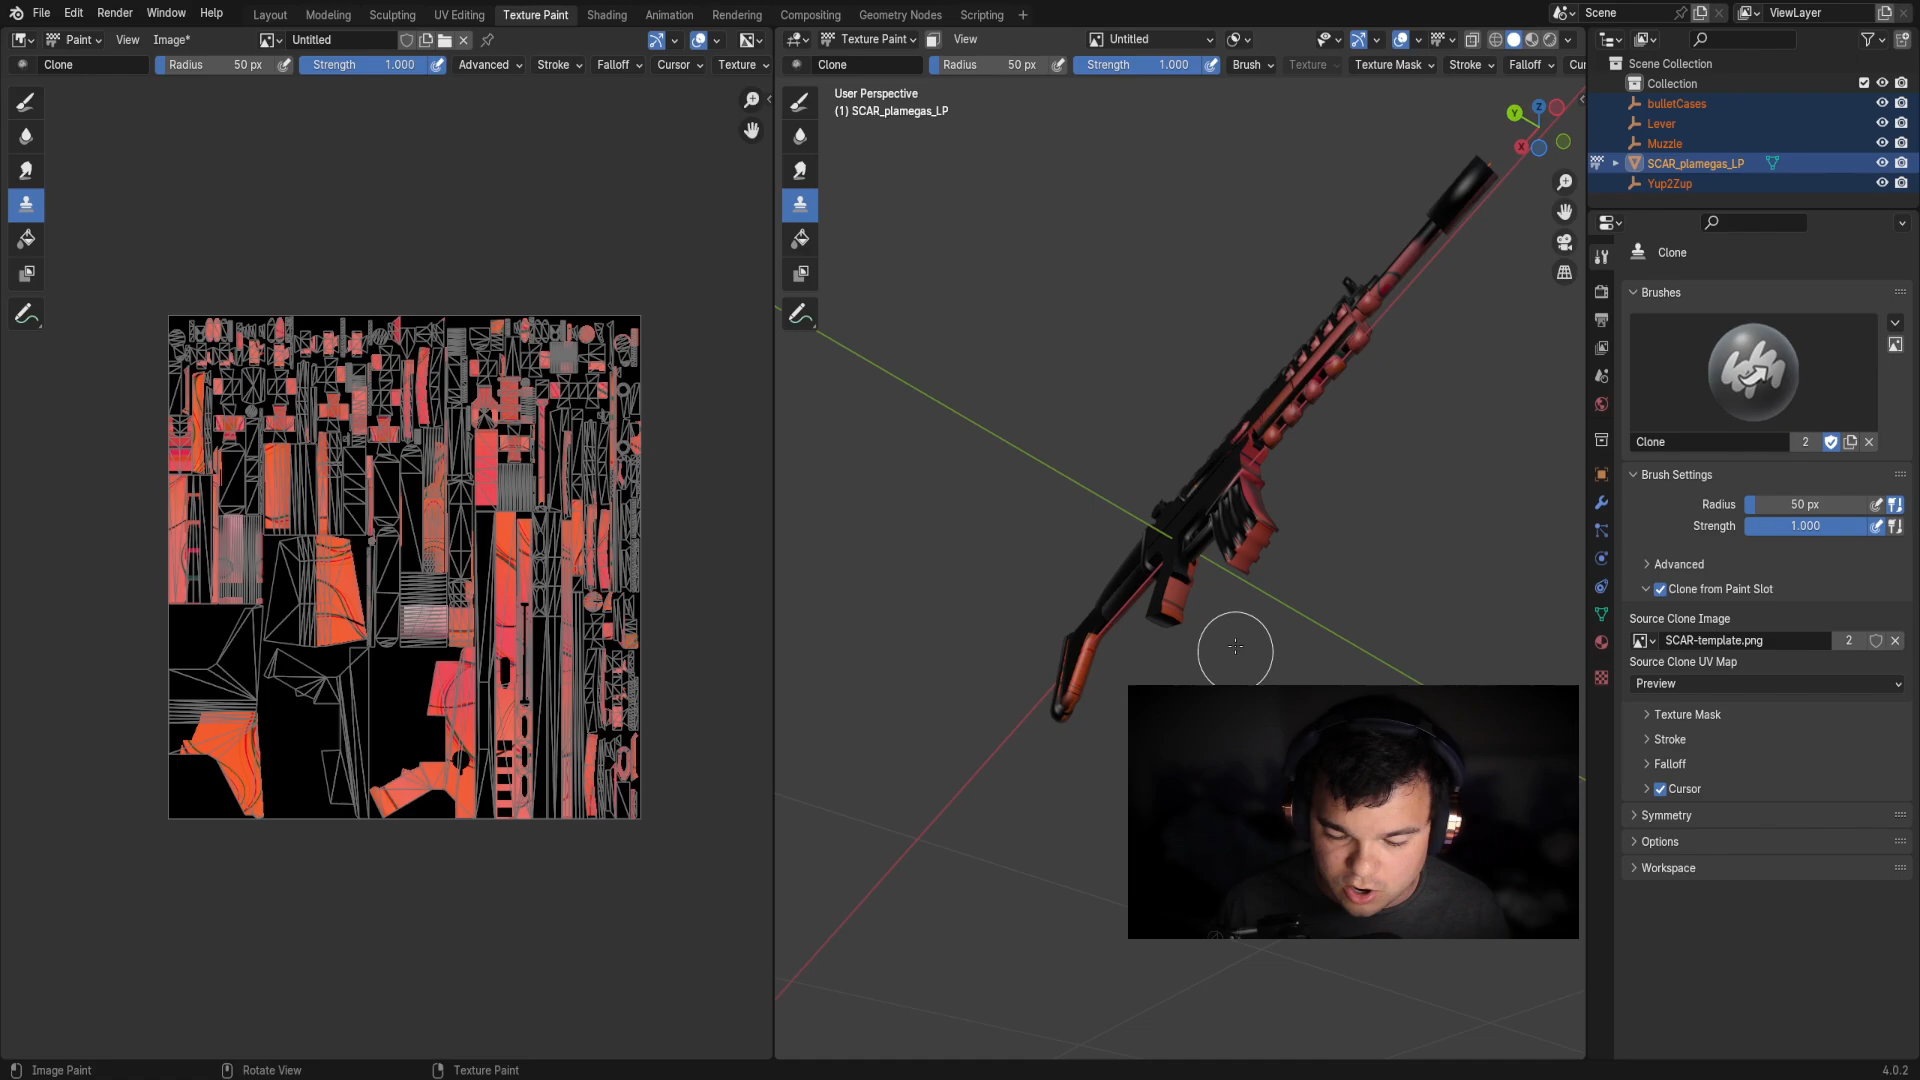 File Edit Render Window Help
Layout Modeling Sculpting UV Editing Texture Paint Shading Animation Rendering Compositing Geometry Nodes Scripting +
Scene
ViewLayer
Paint View Image* Untitled
Clone Radius 50 px Strength 1.000 Advanced Stroke Falloff Cursor Texture
Texture Paint View Untitled
Clone Radius 50 px Strength 1.000 Brush Texture Texture Mask Stroke Falloff Cu
User Perspective
(1) SCAR_plamegas_LP
Z
Y
X
Scene Collection
Collection
bulletCases
Lever
Muzzle
SCAR_plamegas_LP
Yup2Zup
Clone
Brushes
Clone 2
Brush Settings
Radius 50 px
Strength 1.000
Advanced
Clone from Paint Slot
Source Clone Image
SCAR-template.png 2
Source Clone UV Map
Preview
Texture Mask
Stroke
Falloff
Cursor
Symmetry
Options
Workspace
Image Paint Rotate View Texture Paint 4.0.2